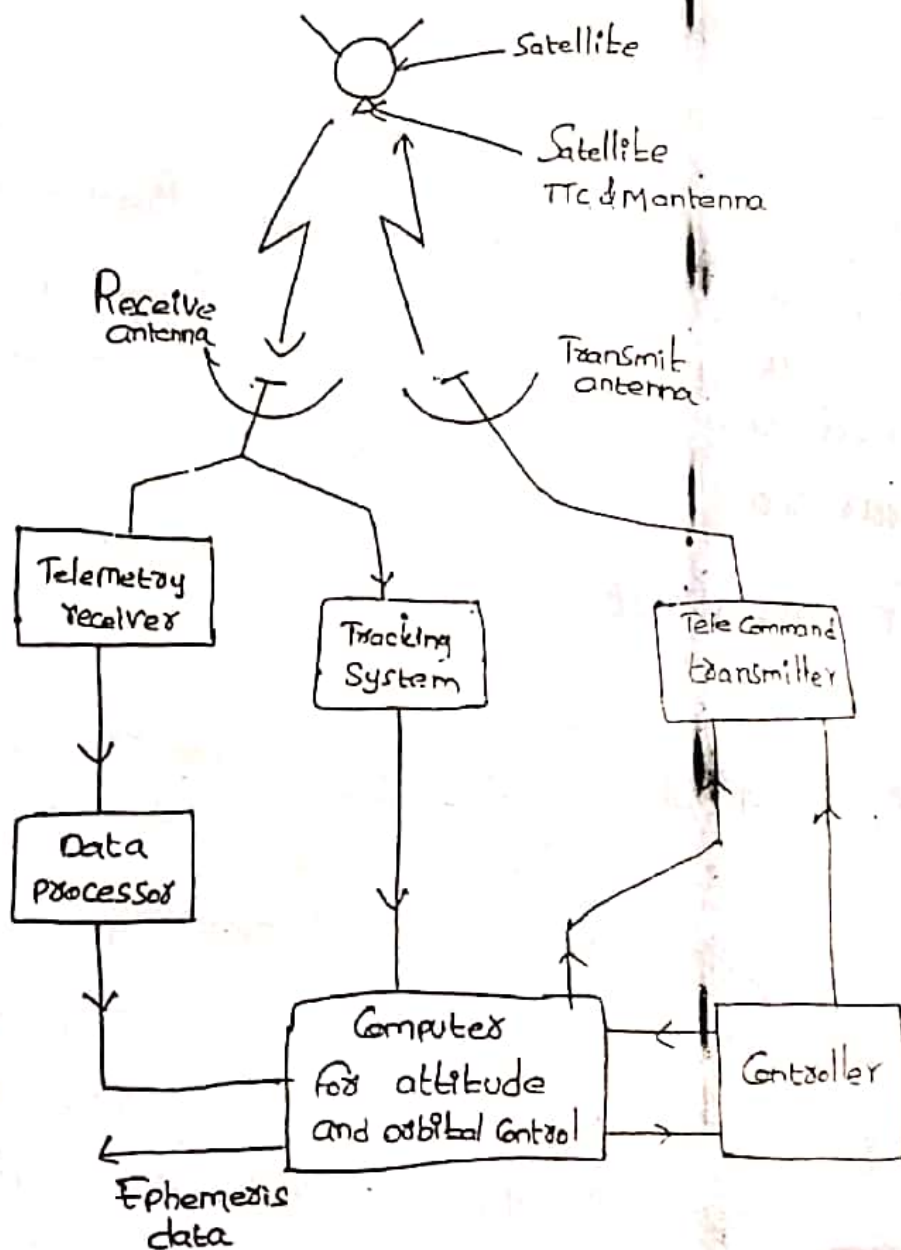 Satellite
Satellite
TTC & M antenna
Receive
antenna
Transmit
antenna
Telemetry
receiver
Tracking
System
Tele Command
transmitter
Data
processor
Computer
for attitude
and orbital Control
Controller
Ephemeris
data